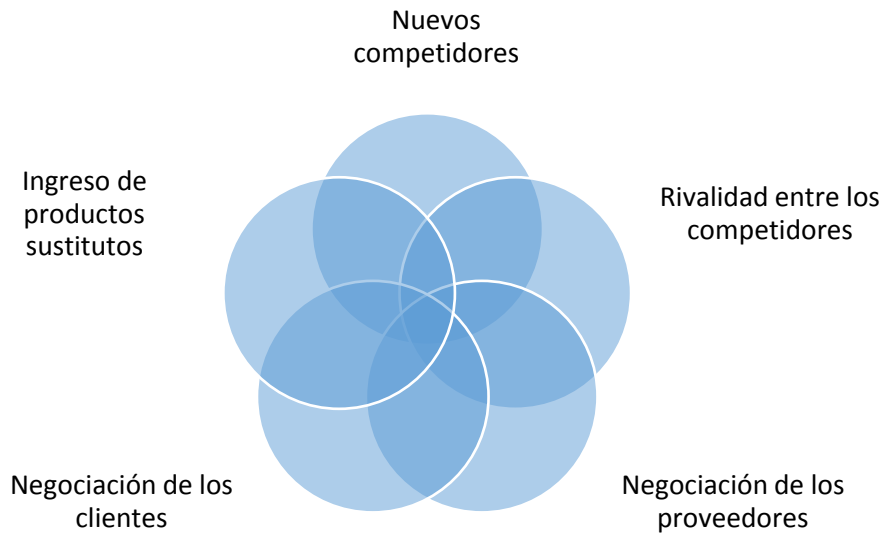 Nuevos
competidores
Ingreso de
productos
sustitutos
Rivalidad entre los
competidores
Negociación de los
clientes
Negociación de los
proveedores